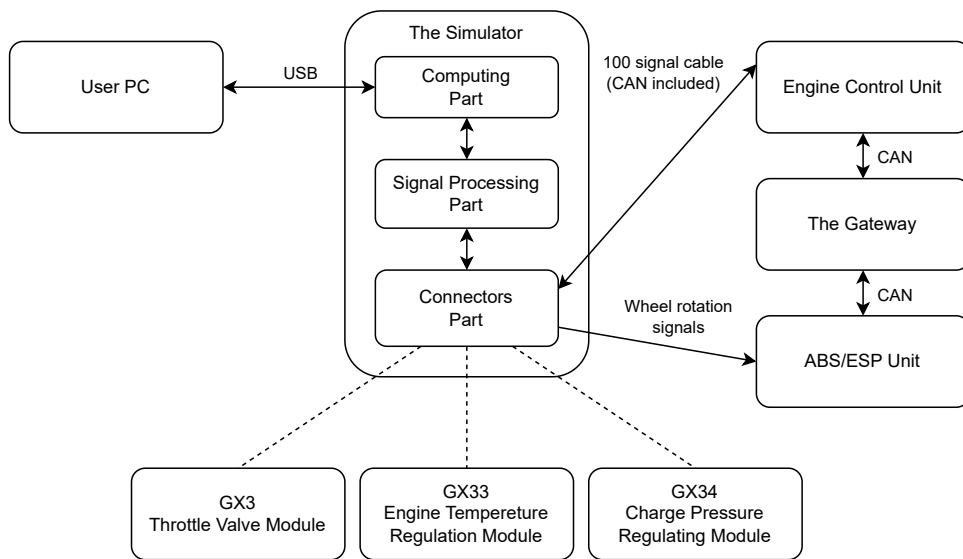 The Simulator
User PC
USB
Computing
Part
100 signal cable
(CAN included)
Engine Control Unit
CAN
Signal Processing
Part
The Gateway
Connectors
Part
Wheel rotation
signals
CAN
ABS/ESP Unit
GX3
Throttle Valve Module
GX33
Engine Tempereture
Regulation Module
GX34
Charge Pressure
Regulating Module